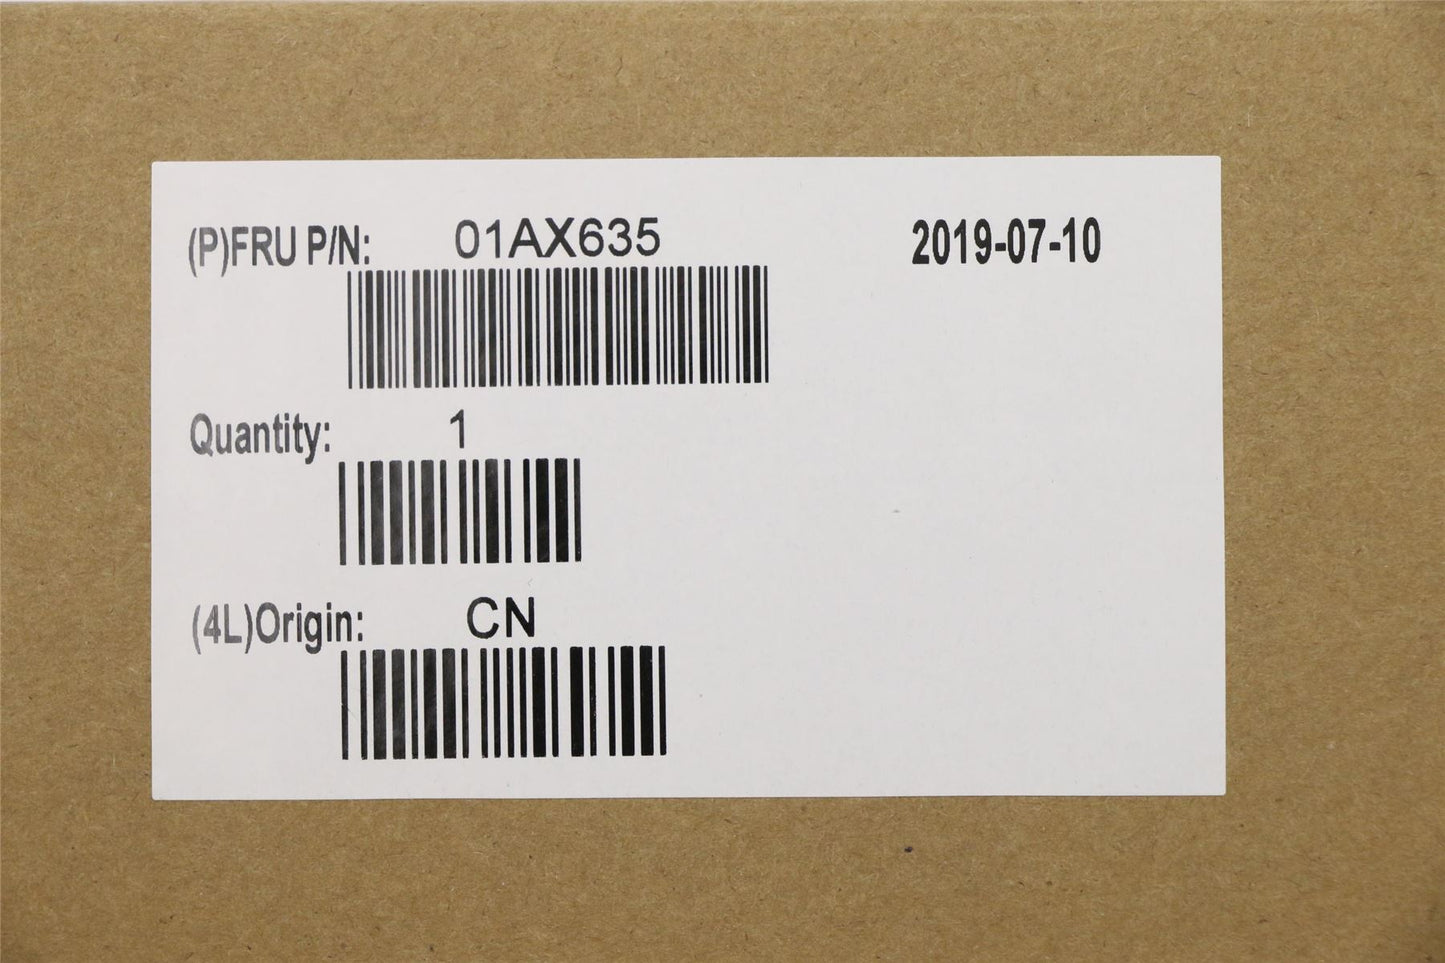 (P)FRU P/N: 01AX635 2019-07-10
Quantity: 1
(4L)Origin: CN